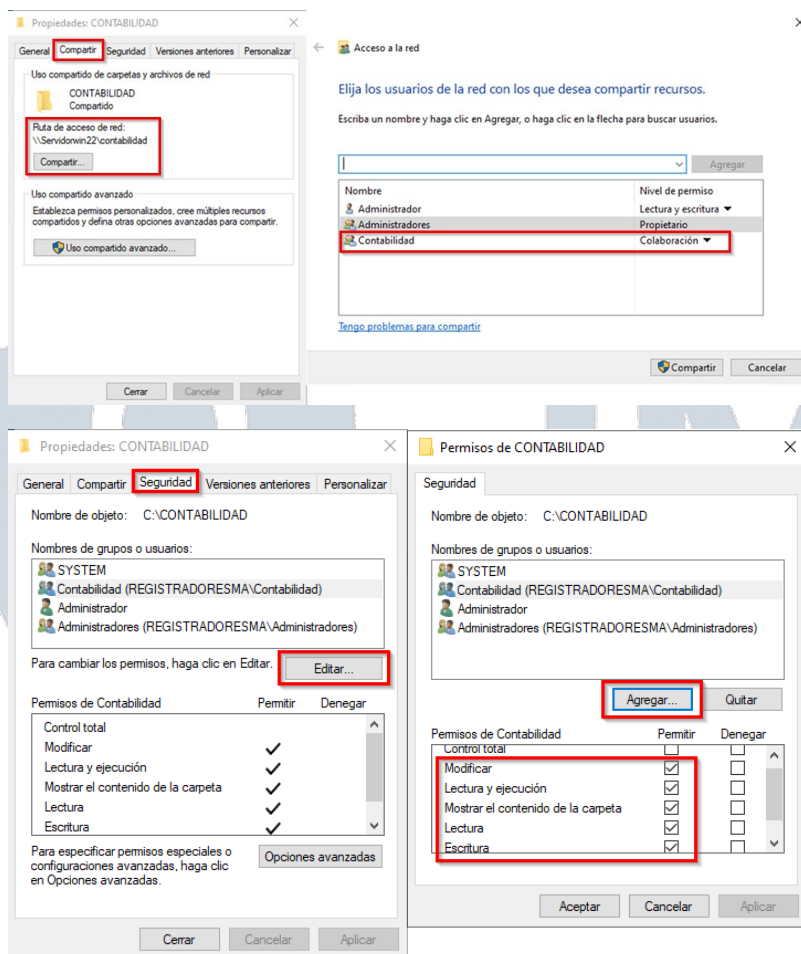 Propiedades: CONTABILIDAD
General Compartir Seguridad Versiones anteriores Personalizar
Uso compartido de carpetas y archivos de red
CONTABILIDAD
Compartido
Ruta de acceso de red:
\\Servidorwin22\contabilidad
Compartir...
Uso compartido avanzado
Establezca permisos personalizados, cree múltiples recursos
compartidos y defina otras opciones avanzadas para compartir.
Uso compartido avanzado...
Cerrar Cancelar Aplicar
Acceso a la red
Elija los usuarios de la red con los que desea compartir recursos.
Escriba un nombre y haga clic en Agregar, o haga clic en la flecha para buscar usuarios.
Agregar
Nombre Nivel de permiso
Administrador Lectura y escritura
Administradores Propietario
Contabilidad Colaboración
Tengo problemas para compartir
Compartir Cancelar
Propiedades: CONTABILIDAD
General Compartir Seguridad Versiones anteriores Personalizar
Nombre de objeto: C:\CONTABILIDAD
Nombres de grupos o usuarios:
SYSTEM
Contabilidad (REGISTRADORESMA\Contabilidad)
Administrador
Administradores (REGISTRADORESMA\Administradores)
Para cambiar los permisos, haga clic en Editar. Editar...
Permisos de Contabilidad Permitir Denegar
Control total
Modificar
Lectura y ejecución
Mostrar el contenido de la carpeta
Lectura
Escritura
Para especificar permisos especiales o
configuraciones avanzadas, haga clic
en Opciones avanzadas.
Opciones avanzadas
Cerrar Cancelar Aplicar
Permisos de CONTABILIDAD
Seguridad
Nombre de objeto: C:\CONTABILIDAD
Nombres de grupos o usuarios:
SYSTEM
Contabilidad (REGISTRADORESMA\Contabilidad)
Administrador
Administradores (REGISTRADORESMA\Administradores)
Agregar... Quitar
Permisos de Contabilidad Permitir Denegar
Control total
Modificar
Lectura y ejecución
Mostrar el contenido de la carpeta
Lectura
Escritura
Aceptar Cancelar Aplicar